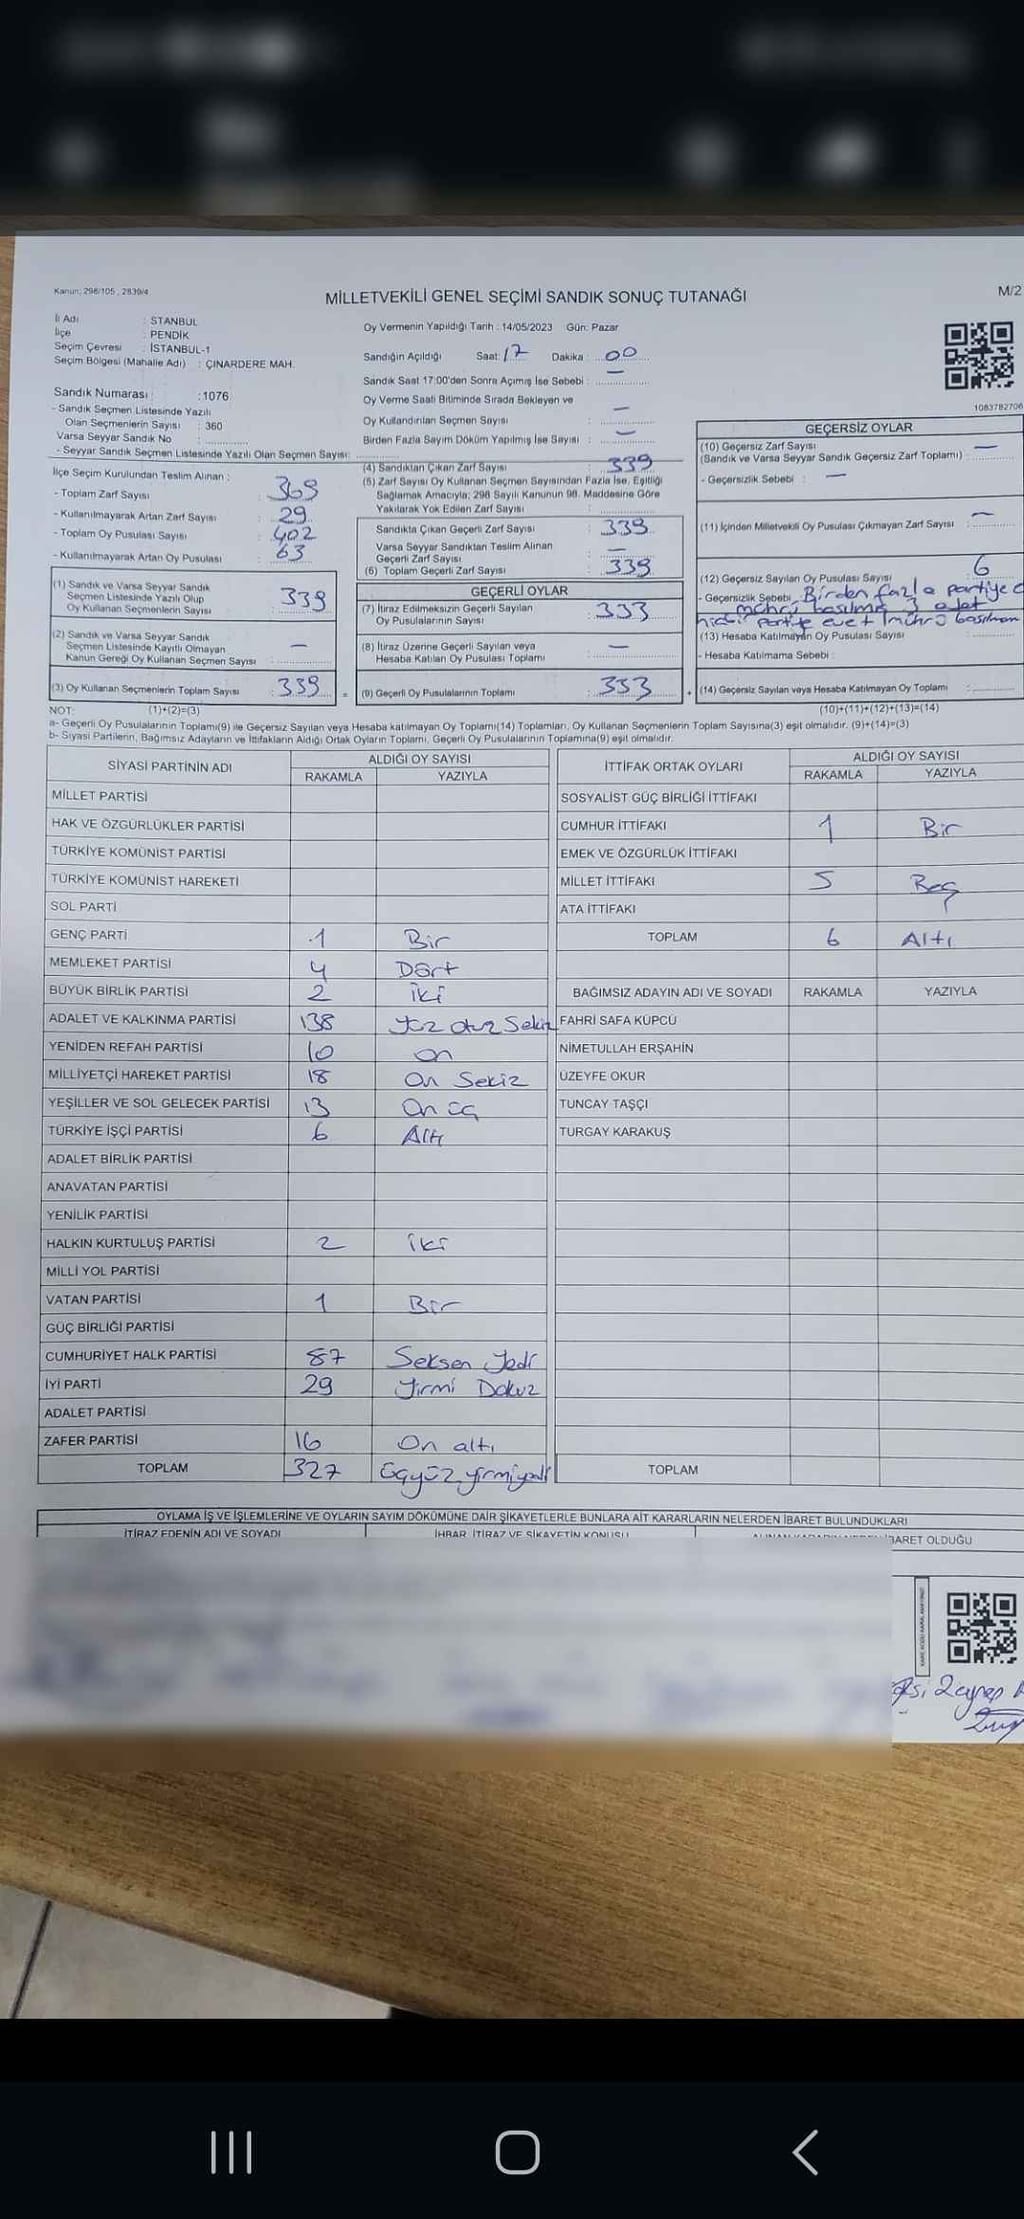 Kanun: 298/105 , 2839/4
MİLLETVEKİLİ GENEL SEÇİMİ SANDIK SONUÇ TUTANAĞI
M/2
İl Adı : STANBUL
İlçe : PENDİK
Seçim Çevresi : İSTANBUL-1
Seçim Bölgesi (Mahalle Adı) : ÇINARDERE MAH.
Sandık Numarası : 1076
- Sandık Seçmen Listesinde Yazılı
Olan Seçmenlerin Sayısı : 360
Varsa Seyyar Sandık No :
- Seyyar Sandık Seçmen Listesinde Yazılı Olan Seçmen Sayısı:
Oy Vermenin Yapıldığı Tarih : 14/05/2023 Gün: Pazar
Sandığın Açıldığı Saat: 17 Dakika : 00
Sandık Saat 17:00'den Sonra Açımış İse Sebebi : —
Oy Verme Saati Bitiminde Sırada Bekleyen ve
Oy Kullandırılan Seçmen Sayısı : —
Birden Fazla Sayım Döküm Yapılmış İse Sayısı : —
1083782706
İlçe Seçim Kurulundan Teslim Alınan :
- Toplam Zarf Sayısı : 368
- Kullanılmayarak Artan Zarf Sayısı : 29
- Toplam Oy Pusulası Sayısı : 402
- Kullanılmayarak Artan Oy Pusulası : 63
(1) Sandık ve Varsa Seyyar Sandık
Seçmen Listesinde Yazılı Olup
Oy Kullanan Seçmenlerin Sayısı : 339
(2) Sandık ve Varsa Seyyar Sandık
Seçmen Listesinde Kayıtlı Olmayan
Kanun Gereği Oy Kullanan Seçmen Sayısı : —
(3) Oy Kullanan Seçmenlerin Toplam Sayısı : 339
(4) Sandıktan Çıkan Zarf Sayısı : 339
(5) Zarf Sayısı Oy Kullanan Seçmen Sayısından Fazla İse, Eşitliği
Sağlamak Amacıyla; 298 Sayılı Kanunun 98. Maddesine Göre
Yakılarak Yok Edilen Zarf Sayısı :
Sandıkta Çıkan Geçerli Zarf Sayısı : 339
Varsa Seyyar Sandıktan Teslim Alınan
Geçerli Zarf Sayısı : —
(6) Toplam Geçerli Zarf Sayısı : 339
GEÇERLİ OYLAR
(7) İtiraz Edilmeksizin Geçerli Sayılan
Oy Pusulalarının Sayısı : 333
(8) İtiraz Üzerine Geçerli Sayılan veya
Hesaba Katılan Oy Pusulası Toplamı : —
= (9) Geçerli Oy Pusulalarının Toplamı : 333
GEÇERSİZ OYLAR
(10) Geçersiz Zarf Sayısı
(Sandık ve Varsa Seyyar Sandık Geçersiz Zarf Toplamı) : —
- Geçersizlik Sebebi : —
(11) İçinden Milletvekili Oy Pusulası Çıkmayan Zarf Sayısı : —
(12) Geçersiz Sayılan Oy Pusulası Sayısı : 6
- Geçersizlik Sebebi : Birden fazla partiye
mührü basılmış 3 adet
hiçbir partiye evet mührü basılmam
(13) Hesaba Katılmayan Oy Pusulası Sayısı :
- Hesaba Katılmama Sebebi :
+ (14) Geçersiz Sayılan veya Hesaba Katılmayan Oy Toplamı :
NOT: (1)+(2)=(3) (10)+(11)+(12)+(13)=(14)
a- Geçerli Oy Pusulalarının Toplamı(9) ile Geçersiz Sayılan veya Hesaba katılmayan Oy Toplamı(14) Toplamları, Oy Kullanan Seçmenlerin Toplam Sayısına(3) eşit olmalıdır. (9)+(14)=(3)
b- Siyasi Partilerin, Bağımsız Adayların ve İttifakların Aldığı Ortak Oyların Toplamı, Geçerli Oy Pusulalarının Toplamına(9) eşit olmalıdır.
SİYASİ PARTİNİN ADI ALDIĞI OY SAYISI
RAKAMLA YAZIYLA
MİLLET PARTİSİ
HAK VE ÖZGÜRLÜKLER PARTİSİ
TÜRKİYE KOMÜNİST PARTİSİ
TÜRKİYE KOMÜNİST HAREKETİ
SOL PARTİ
GENÇ PARTİ 1 Bir
MEMLEKET PARTİSİ 4 Dört
BÜYÜK BİRLİK PARTİSİ 2 iki
ADALET VE KALKINMA PARTİSİ 138 Yüz otuz Sekiz
YENİDEN REFAH PARTİSİ 10 on
MİLLİYETÇİ HAREKET PARTİSİ 18 On Sekiz
YEŞİLLER VE SOL GELECEK PARTİSİ 13 On üç
TÜRKİYE İŞÇİ PARTİSİ 6 Altı
ADALET BİRLİK PARTİSİ
ANAVATAN PARTİSİ
YENİLİK PARTİSİ
HALKIN KURTULUŞ PARTİSİ 2 iki
MİLLİ YOL PARTİSİ
VATAN PARTİSİ 1 Bir
GÜÇ BİRLİĞİ PARTİSİ
CUMHURİYET HALK PARTİSİ 87 Seksen Yedi
İYİ PARTİ 29 Yirmi Dokuz
ADALET PARTİSİ
ZAFER PARTİSİ 16 On altı
TOPLAM 327 Üçyüz yirmiyedi
İTTİFAK ORTAK OYLARI ALDIĞI OY SAYISI
RAKAMLA YAZIYLA
SOSYALİST GÜÇ BİRLİĞİ İTTİFAKI
CUMHUR İTTİFAKI 1 Bir
EMEK VE ÖZGÜRLÜK İTTİFAKI
MİLLET İTTİFAKI 5 Beş
ATA İTTİFAKI
TOPLAM 6 Altı
BAĞIMSIZ ADAYIN ADI VE SOYADI RAKAMLA YAZIYLA
FAHRİ SAFA KÜPCÜ
NİMETULLAH ERŞAHİN
ÜZEYFE OKUR
TUNCAY TAŞÇI
TURGAY KARAKUŞ
TOPLAM
OYLAMA İŞ VE İŞLEMLERİNE VE OYLARIN SAYIM DÖKÜMÜNE DAİR ŞİKAYETLERLE BUNLARA AİT KARARLARIN NELERDEN İBARET BULUNDUKLARI
İTİRAZ EDENİN ADI VE SOYADI İHBAR, İTİRAZ VE ŞİKAYETİN KONUSU İBARET OLDUĞU
Zeynep